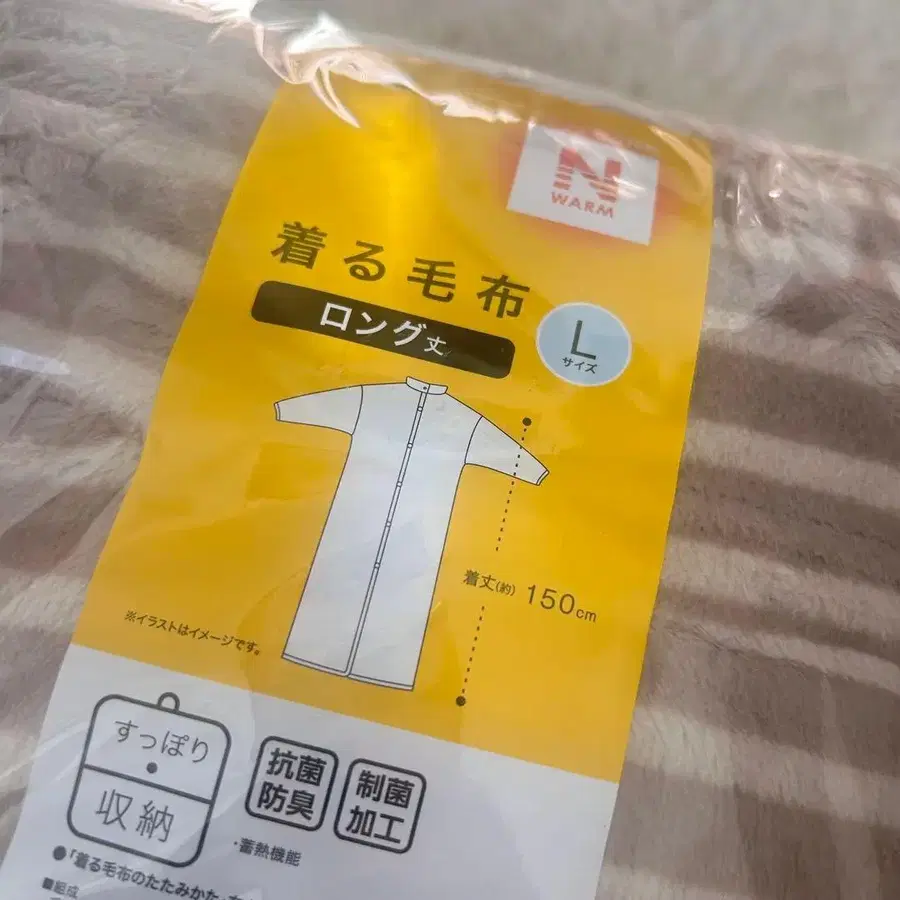 N
WARM
着る毛布
ロング丈
L
サイズ
着丈(約) 150cm
※イラストはイメージです。
すっぽり
収納
抗菌
防臭
制菌
加工
・蓄熱機能
●「着る毛布のたたみかた・
■組成